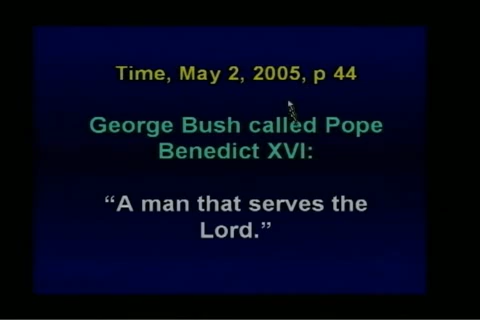 Time, May 2, 2005, p 44
George Bush called Pope
Benedict XVI:
“A man that serves the
Lord.”